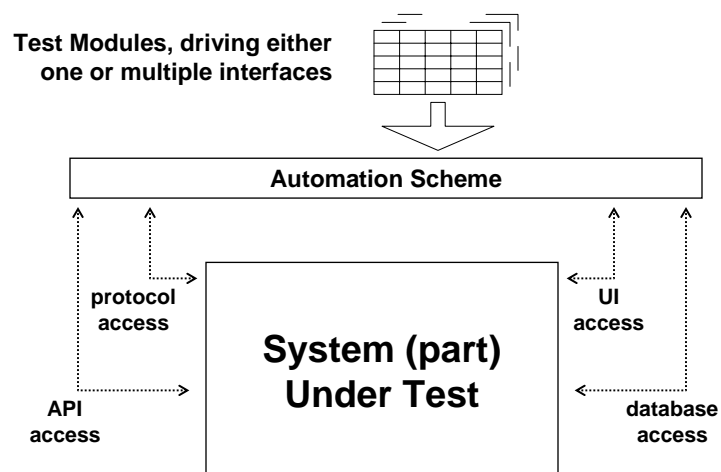 Test Modules, driving either
one or multiple interfaces
Automation Scheme
protocol
access
UI
access
System (part)
Under Test
API
access
database
access